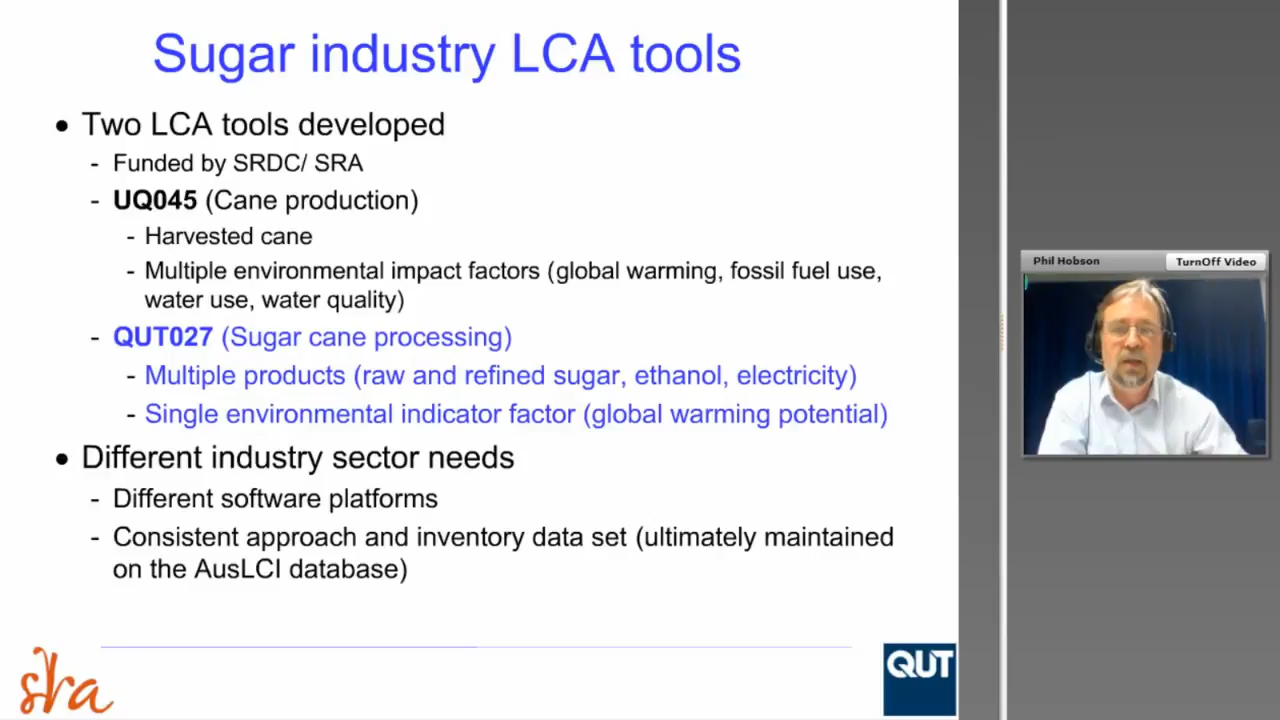 Sugar industry LCA tools
• Two LCA tools developed
- Funded by SRDC/ SRA
- UQ045 (Cane production)
- Harvested cane
- Multiple environmental impact factors (global warming, fossil fuel use,
water use, water quality)
- QUT027 (Sugar cane processing)
- Multiple products (raw and refined sugar, ethanol, electricity)
- Single environmental indicator factor (global warming potential)
• Different industry sector needs
- Different software platforms
- Consistent approach and inventory data set (ultimately maintained
on the AusLCI database)
sra
QUT
Phil Hobson
TurnOff Video